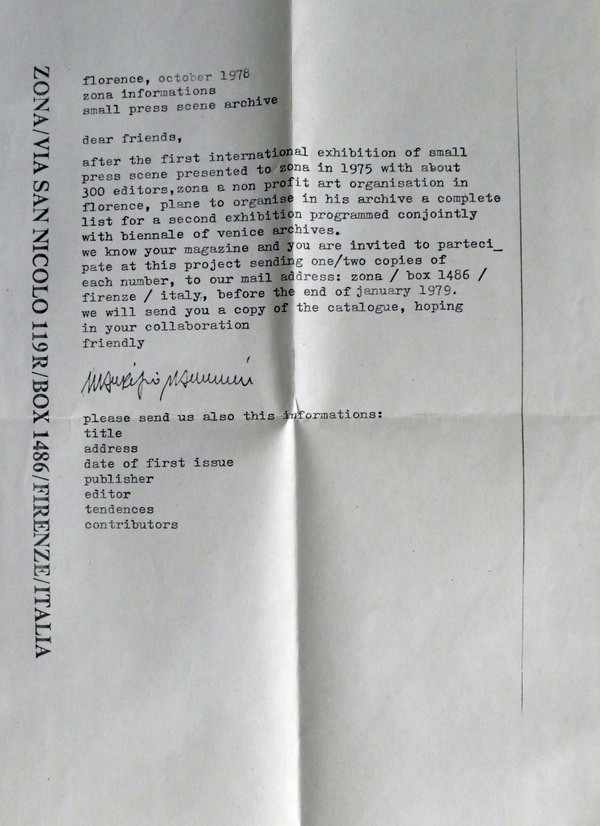 ZONA/VIA SAN NICOLO 119R/BOX 1486/FIRENZE/ITALIA
florence, october 1978
zona informations
small press scene archive
dear friends,
after the first international exhibition of small
press scene presented to zona in 1975 with about
300 editors,zona a non profit art organisation in
florence, plane to organise in his archive a complete
list for a second exhibition programmed conjointly
with biennale of venice archives.
we know your magazine and you are invited to parteci_
pate at this project sending one/two copies of
each number, to our mail address: zona / box 1486 /
firenze / italy, before the end of january 1979.
we will send you a copy of the catalogue, hoping
in your collaboration
friendly
please send us also this informations:
title
address
date of first issue
publisher
editor
tendences
contributors